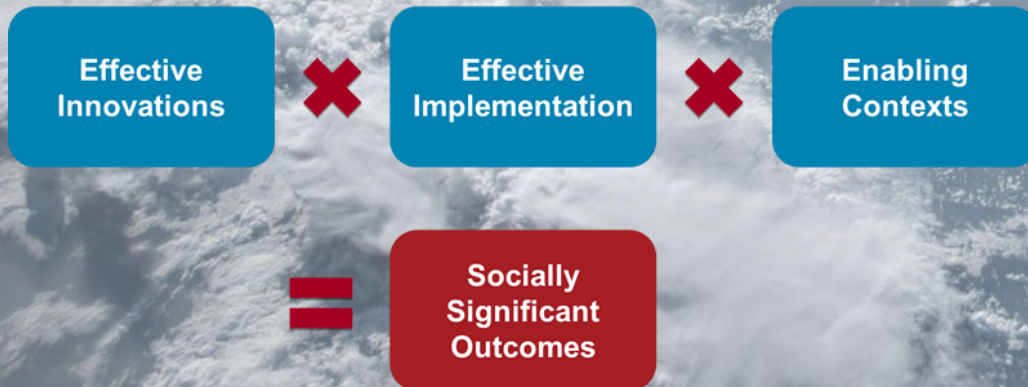 Effective
Innovations
Effective
Implementation
Enabling
Contexts
Socially
Significant
Outcomes